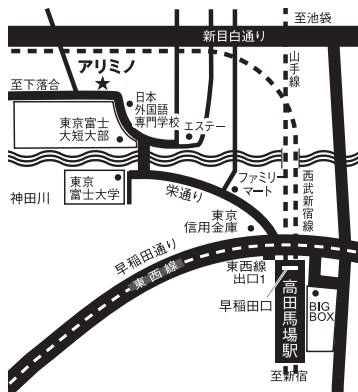 至池袋
新目白通り
アリミノ
至下落合
山手線
日本
外国語
専門学校
エステー
東京富士
大短大部
ファミリー
マート
東京
富士大学
神田川
栄通り
西武新宿線
東京
信用金庫
早稲田通り
東西線
東西線
出口1
早稲田口
高田馬場駅
BIG
BOX
至新宿